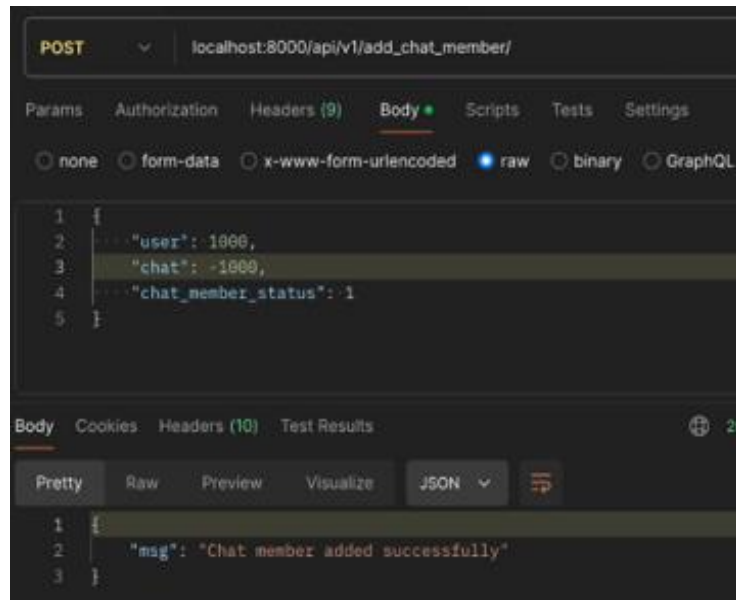 POST localhost:8000/api/v1/add_chat_member/
Params Authorization Headers (9) Body Scripts Tests Settings
none form-data x-www-form-urlencoded raw binary GraphQL
1 {
2 "user": 1000,
3 "chat": -1000,
4 "chat_member_status": 1
5 }
Body Cookies Headers (10) Test Results 2
Pretty Raw Preview Visualize JSON
1 {
2 "msg": "Chat member added successfully"
3 }